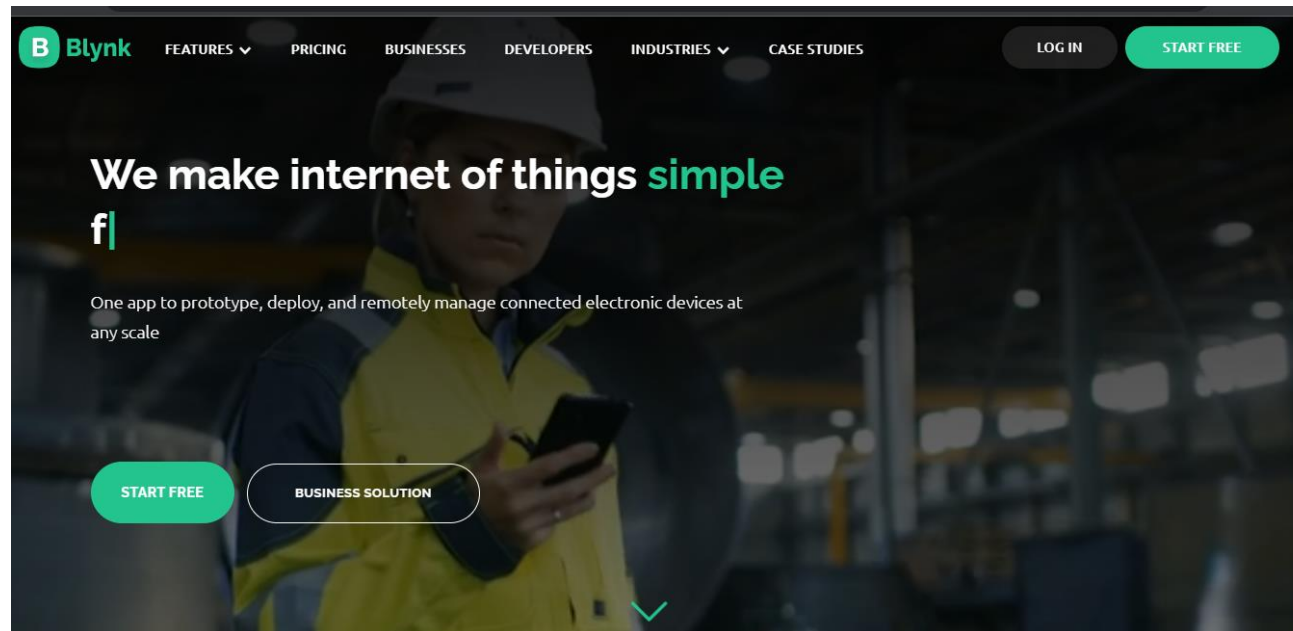 B Blynk FEATURES PRICING BUSINESSES DEVELOPERS INDUSTRIES CASE STUDIES LOG IN START FREE
We make internet of things simple
f
One app to prototype, deploy, and remotely manage connected electronic devices at
any scale
START FREE BUSINESS SOLUTION